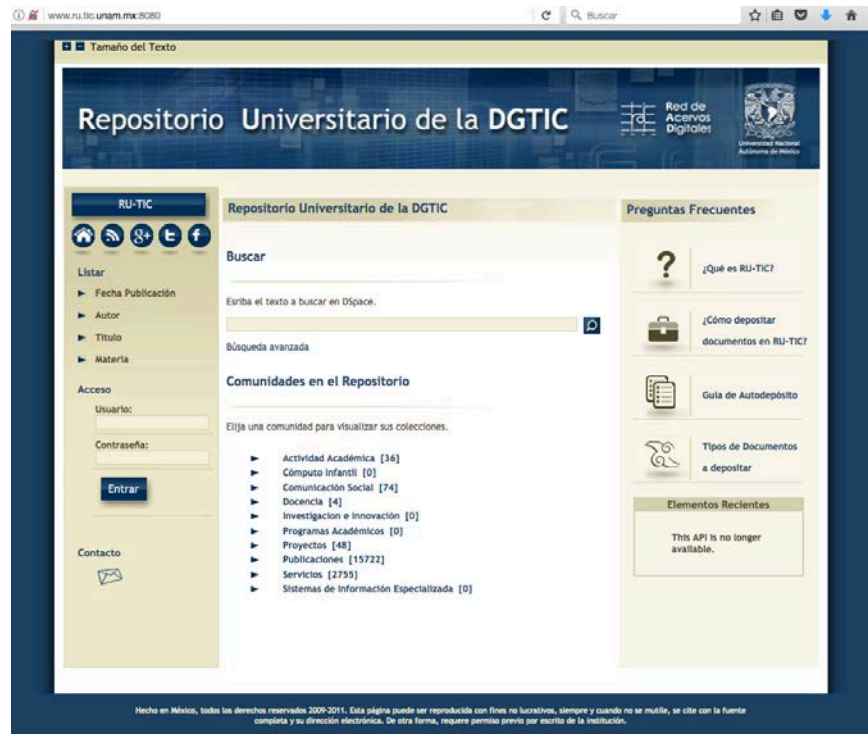 www.ru.tic.unam.mx:8080
Buscar
Tamaño del Texto
Repositorio Universitario de la DGTIC
Red de
Acervos
Digitales
Universidad Nacional
Autónoma de México
RU-TIC
Listar
Fecha Publicación
Autor
Título
Materia
Acceso
Usuario:
Contraseña:
Entrar
Contacto
Repositorio Universitario de la DGTIC
Buscar
Esriba el texto a buscar en DSpace.
Búsqueda avanzada
Comunidades en el Repositorio
Elija una comunidad para visualizar sus colecciones.
Actividad Académica [36]
Cómputo Infantil [0]
Comunicación Social [74]
Docencia [4]
Investigacion e Innovación [0]
Programas Académicos [0]
Proyectos [48]
Publicaciones [15722]
Servicios [2755]
Sistemas de Información Especializada [0]
Preguntas Frecuentes
¿Qué es RU-TIC?
¿Cómo depositar
documentos en RU-TIC?
Guía de Autodepósito
Tipos de Documentos
a depositar
Elementos Recientes
This API is no longer
available.
Hecho en México, todos los derechos reservados 2009-2011. Esta página puede ser reproducida con fines no lucrativos, siempre y cuando no se mutile, se cite con la fuente
completa y su dirección electrónica. De otra forma, requere permiso previo por escrito de la institución.